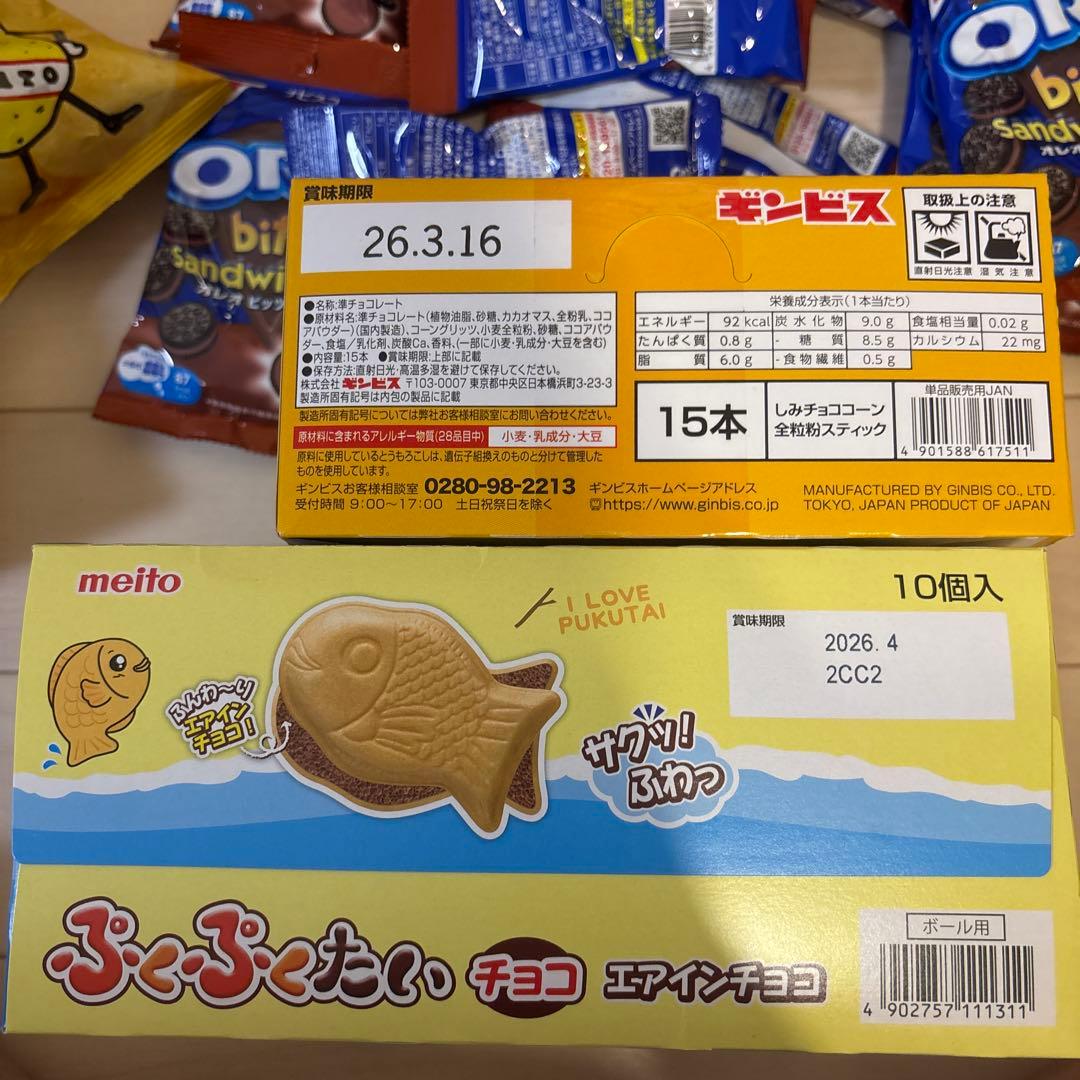 ATO
OR
bi
Sandw
オレオ
OR
bit
Sandwi
オレオ ビッツ
賞味期限
26.3.16
ギンビス
取扱上の注意
直射日光注意 湿気注意
●名称:準チョコレート
●原材料名:準チョコレート(植物油脂、砂糖、カカオマス、全粉乳、ココ
アパウダー)(国内製造)、コーングリッツ、小麦全粒粉、砂糖、ココアパウ
ダー、食塩/乳化剤、炭酸Ca、香料、(一部に小麦・乳成分・大豆を含む)
●内容量:15本 ●賞味期限:上部に記載
●保存方法:直射日光・高温多湿を避けて保存してください。
株式会社 ギンビス 〒103-0007 東京都中央区日本橋浜町3-23-3
製造所固有記号は内包の製品に記載
製造所固有記号については弊社お客様相談室にお問い合わせください。
原材料に含まれるアレルギー物質(28品目中) 小麦・乳成分・大豆
原料に使用しているとうもろこしは、遺伝子組換えのものと分けて管理した
ものを使用しています。
ギンビスお客様相談室 0280-98-2213
受付時間 9:00〜17:00 土日祝祭日を除く
栄養成分表示(1本当たり)
エネルギー 92 kcal 炭水化物 9.0 g 食塩相当量 0.02 g
たんぱく質 0.8 g - 糖質 8.5 g カルシウム 22 mg
脂質 6.0 g -食物繊維 0.5 g
15本
しみチョココーン
全粒粉スティック
単品販売用JAN
4 901588 617511
ギンビスホームページアドレス
https://www.ginbis.co.jp
MANUFACTURED BY GINBIS CO., LTD.
TOKYO, JAPAN PRODUCT OF JAPAN
meito
I LOVE
PUKUTAI
10個入
賞味期限
2026. 4
2CC2
ふんわ〜り
エアイン
チョコ!
サクッ!
ふわっ
ぷくぷくたい チョコ エアインチョコ
ボール用
4 902757 111311